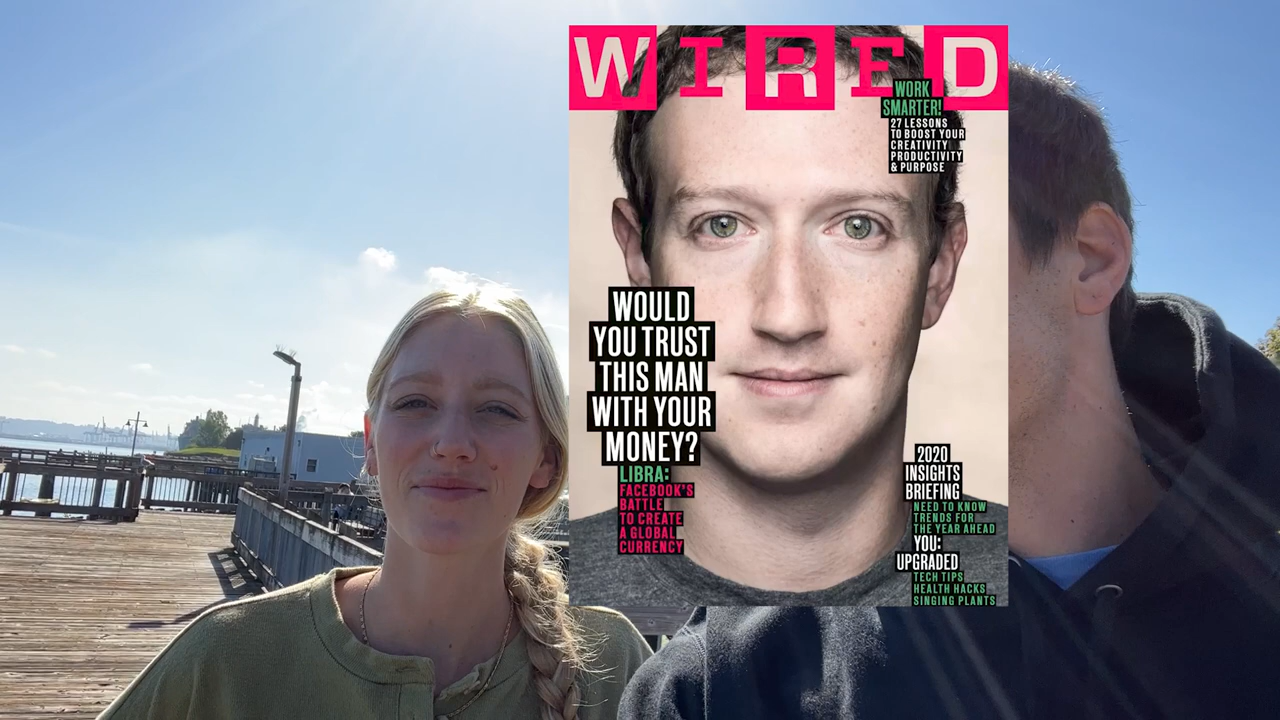 WIRED
WORK
SMARTER!
27 LESSONS
TO BOOST YOUR
CREATIVITY
PRODUCTIVITY
& PURPOSE
WOULD
YOU TRUST
THIS MAN
WITH YOUR
MONEY?
LIBRA:
FACEBOOK'S
BATTLE
TO CREATE
A GLOBAL
CURRENCY
2020
INSIGHTS
BRIEFING
NEED TO KNOW
TRENDS FOR
THE YEAR AHEAD
YOU:
UPGRADED
TECH TIPS
HEALTH HACKS
SINGING PLANTS